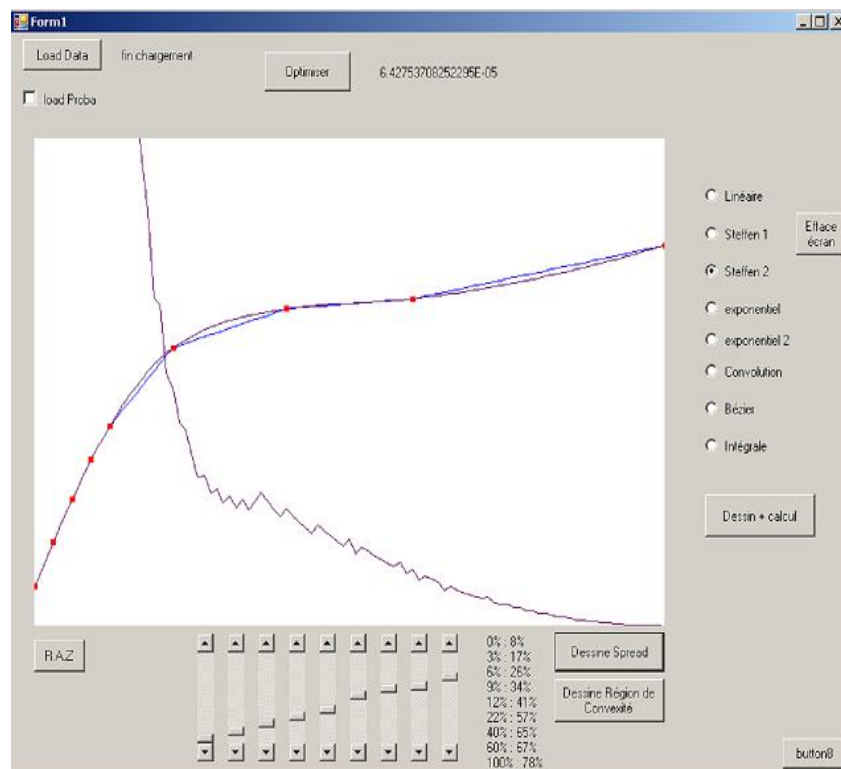 Form1
Load Data
fin chargement
Optimiser
6.42753708252295E-05
load Proba
Linéaire
Steffen 1
Efface
écran
Steffen 2
exponentiel
exponentiel 2
Convolution
Bézier
Intégrale
Dessin + calcul
R.A.Z
0% : 8%
3% : 17%
6% : 26%
9% : 34%
12% : 41%
22% : 57%
40% : 65%
60% : 67%
100% : 78%
Dessine Spread
Dessine Région de
Convexité
button8